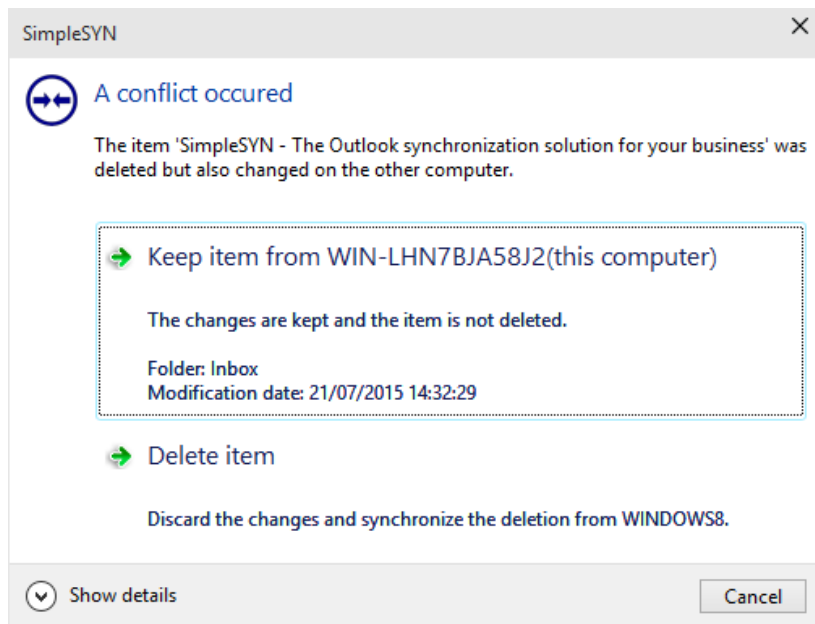 SimpleSYN
A conflict occured
The item 'SimpleSYN - The Outlook synchronization solution for your business' was
deleted but also changed on the other computer.
Keep item from WIN-LHN7BJA58J2(this computer)
The changes are kept and the item is not deleted.
Folder: Inbox
Modification date: 21/07/2015 14:32:29
Delete item
Discard the changes and synchronize the deletion from WINDOWS8.
Show details
Cancel